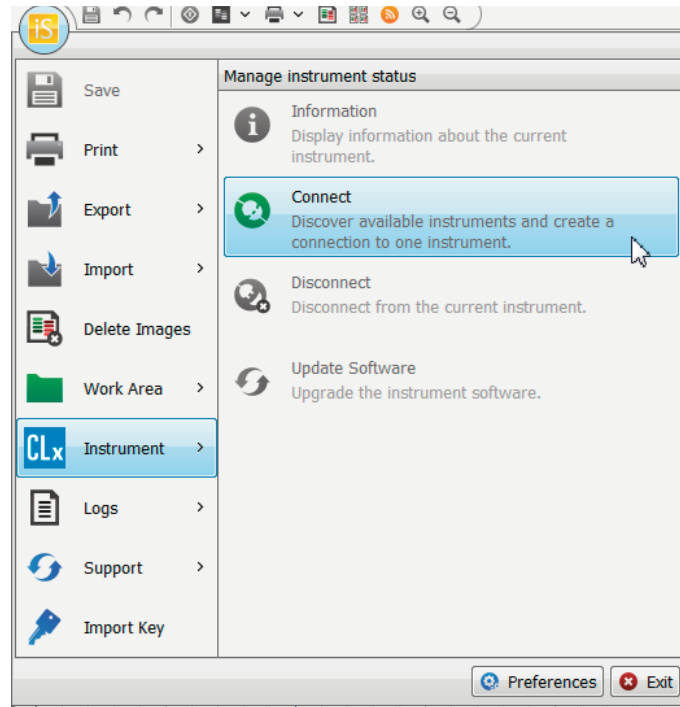 iS
Save
Print
Export
Import
Delete Images
Work Area
CLx
Instrument
Logs
Support
Import Key
Manage instrument status
Information
Display information about the current
instrument.
Connect
Discover available instruments and create a
connection to one instrument.
Disconnect
Disconnect from the current instrument.
Update Software
Upgrade the instrument software.
Preferences
Exit